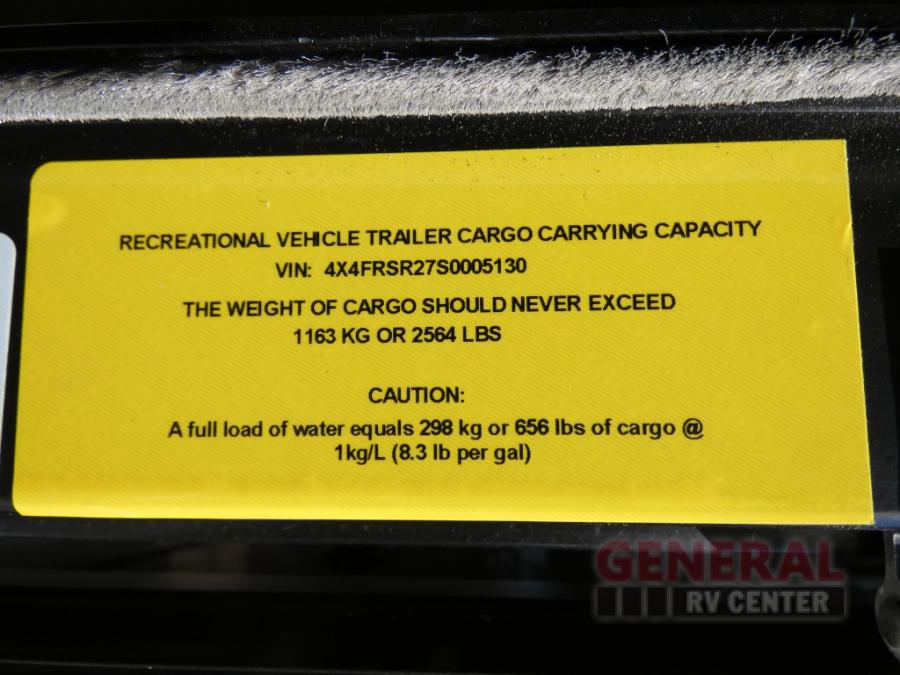 RECREATIONAL VEHICLE TRAILER CARGO CARRYING CAPACITY
VIN: 4X4FRSR27S0005130
THE WEIGHT OF CARGO SHOULD NEVER EXCEED
1163 KG OR 2564 LBS
CAUTION:
A full load of water equals 298 kg or 656 lbs of cargo @
1kg/L (8.3 lb per gal)
GENERAL
RV CENTER